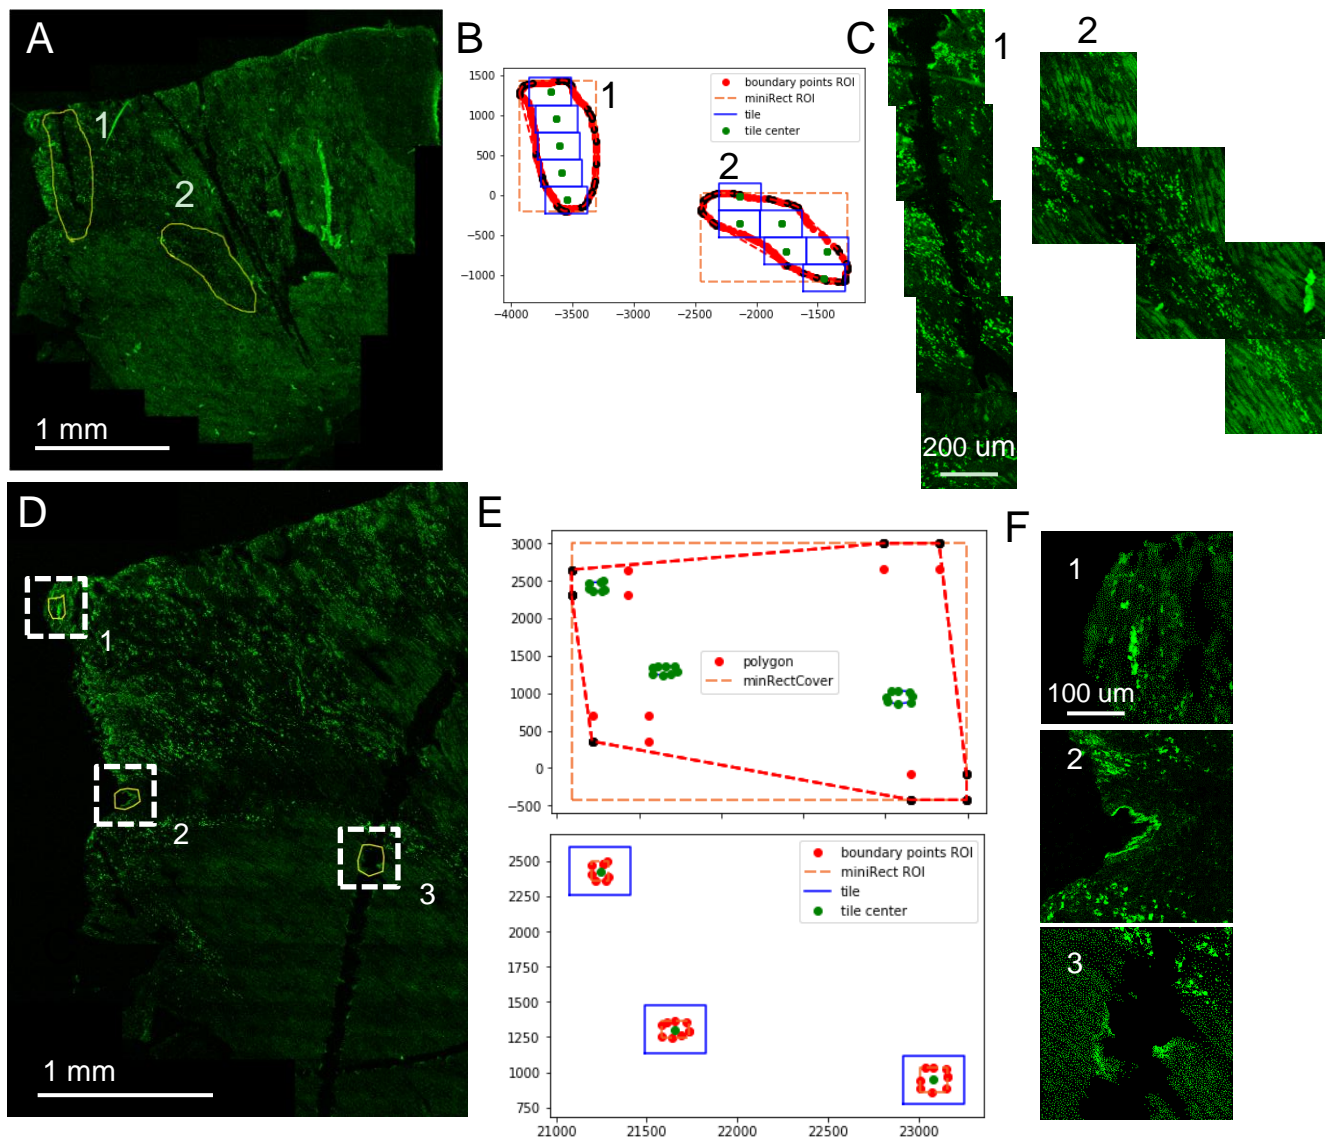 A
1
2
1 mm
B
1500
1000
500
0
−500
−1000
−4000
−3500
−3000
−2500
−2000
−1500
1
2
boundary points ROI
miniRect ROI
tile
tile center
C
1
2
200 um
D
1
2
3
1 mm
E
3000
2500
2000
1500
1000
500
0
−500
polygon
minRectCover
2500
2250
2000
1750
1500
1250
1000
750
21000
21500
22000
22500
23000
boundary points ROI
miniRect ROI
tile
tile center
F
1
100 um
2
3